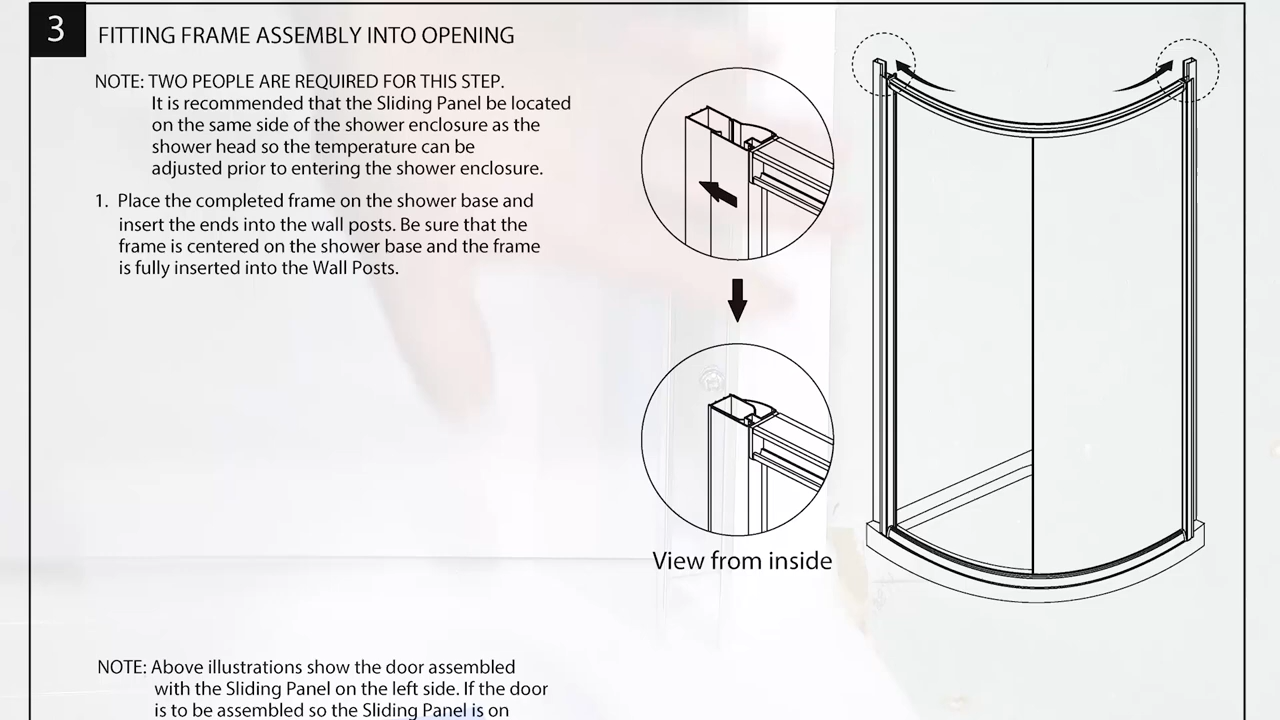 3
FITTING FRAME ASSEMBLY INTO OPENING
NOTE: TWO PEOPLE ARE REQUIRED FOR THIS STEP.
It is recommended that the Sliding Panel be located
on the same side of the shower enclosure as the
shower head so the temperature can be
adjusted prior to entering the shower enclosure.
1. Place the completed frame on the shower base and
insert the ends into the wall posts. Be sure that the
frame is centered on the shower base and the frame
is fully inserted into the Wall Posts.
View from inside
NOTE: Above illustrations show the door assembled
with the Sliding Panel on the left side. If the door
is to be assembled so the Sliding Panel is on